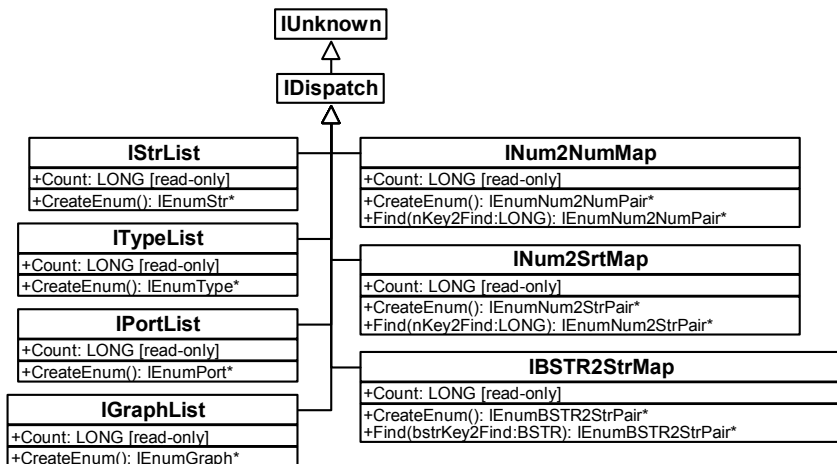 IUnknown
IDispatch
IStrList
+Count: LONG [read-only]
+CreateEnum(): IEnumStr*
ITypeList
+Count: LONG [read-only]
+CreateEnum(): IEnumType*
IPortList
+Count: LONG [read-only]
+CreateEnum(): IEnumPort*
IGraphList
+Count: LONG [read-only]
+CreateEnum(): IEnumGraph*
INum2NumMap
+Count: LONG [read-only]
+CreateEnum(): IEnumNum2NumPair*
+Find(nKey2Find:LONG): IEnumNum2NumPair*
INum2SrtMap
+Count: LONG [read-only]
+CreateEnum(): IEnumNum2StrPair*
+Find(nKey2Find:LONG): IEnumNum2StrPair*
IBSTR2StrMap
+Count: LONG [read-only]
+CreateEnum(): IEnumBSTR2StrPair*
+Find(bstrKey2Find:BSTR): IEnumBSTR2StrPair*